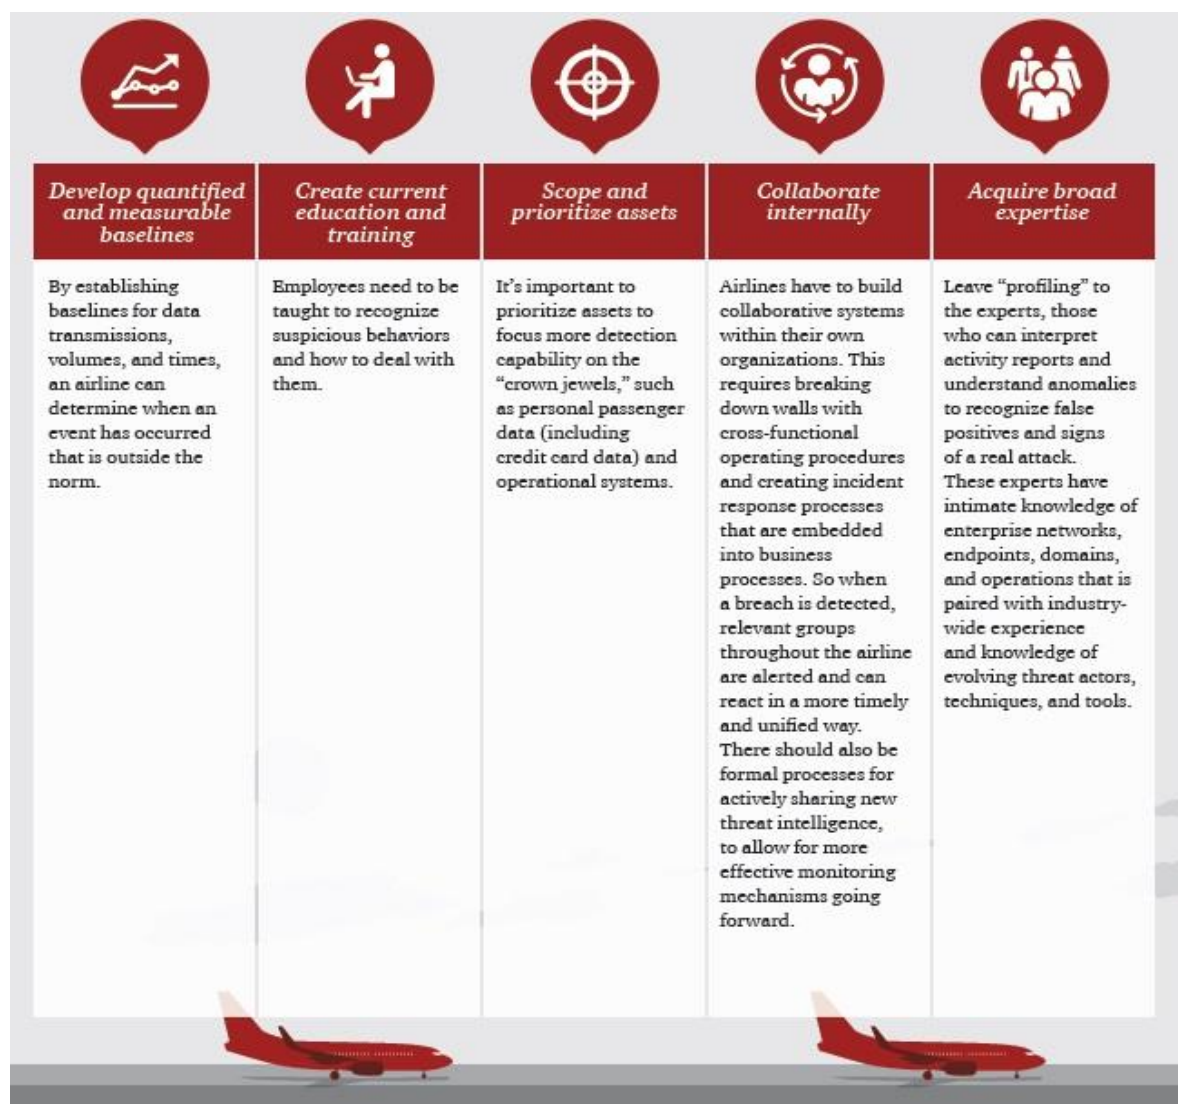 Develop quantified
and measurable
baselines
By establishing
baselines for data
transmissions,
volumes, and times,
an airline can
determine when an
event has occurred
that is outside the
norm.
Create current
education and
training
Employees need to be
taught to recognize
suspicious behaviors
and how to deal with
them.
Scope and
prioritize assets
It’s important to
prioritize assets to
focus more detection
capability on the
“crown jewels,” such
as personal passenger
data (including
credit card data) and
operational systems.
Collaborate
internally
Airlines have to build
collaborative systems
within their own
organizations. This
requires breaking
down walls with
cross-functional
operating procedures
and creating incident
response processes
that are embedded
into business
processes. So when
a breach is detected,
relevant groups
throughout the airline
are alerted and can
react in a more timely
and unified way.
There should also be
formal processes for
actively sharing new
threat intelligence,
to allow for more
effective monitoring
mechanisms going
forward.
Acquire broad
expertise
Leave “profiling” to
the experts, those
who can interpret
activity reports and
understand anomalies
to recognize false
positives and signs
of a real attack.
These experts have
intimate knowledge of
enterprise networks,
endpoints, domains,
and operations that is
paired with industry-
wide experience
and knowledge of
evolving threat actors,
techniques, and tools.